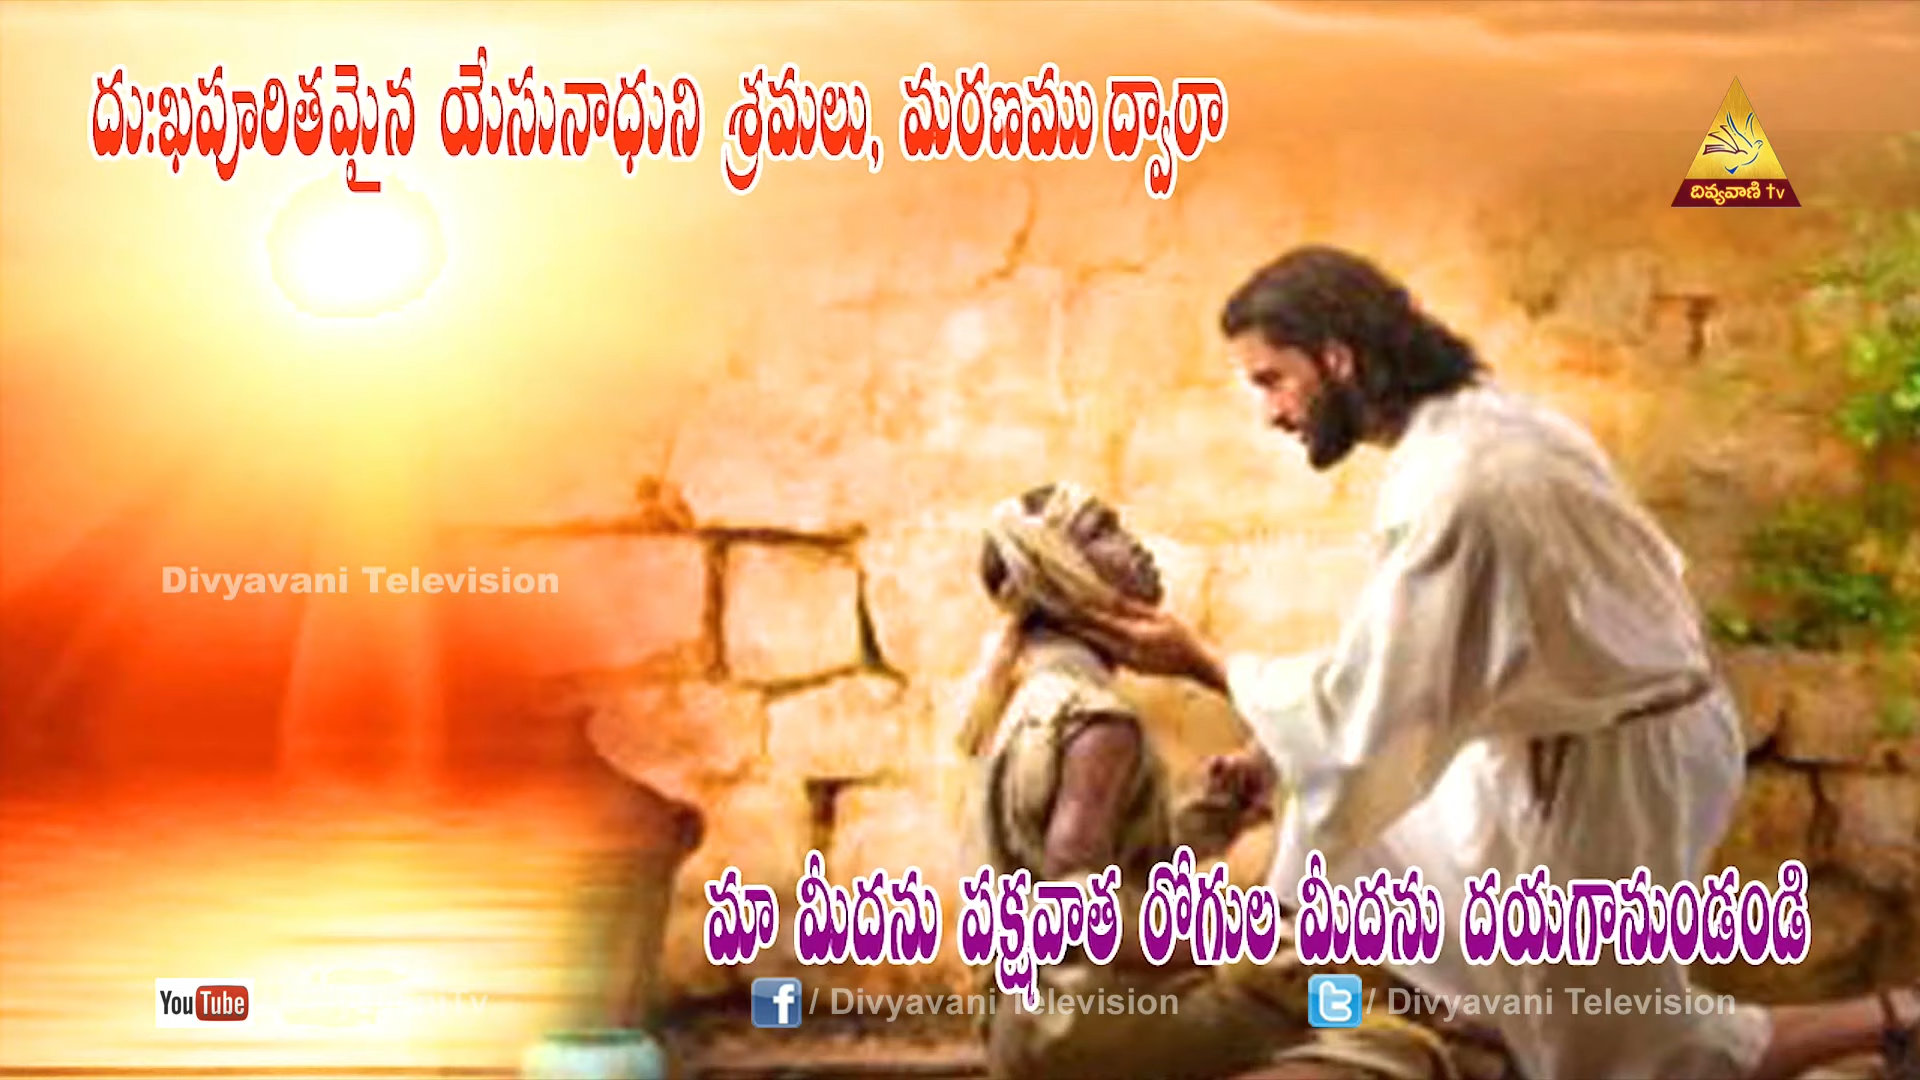 దుఃఖపూరితమైన యేసునాధుని శ్రమలు, మరణము ద్వారా
దివ్యవాణి tv
Divyavani Television
మా మీదను పక్షవాత రోగుల మీదను దయగానుండండి
YouTube
/ Divyavani Television
/ Divyavani Television